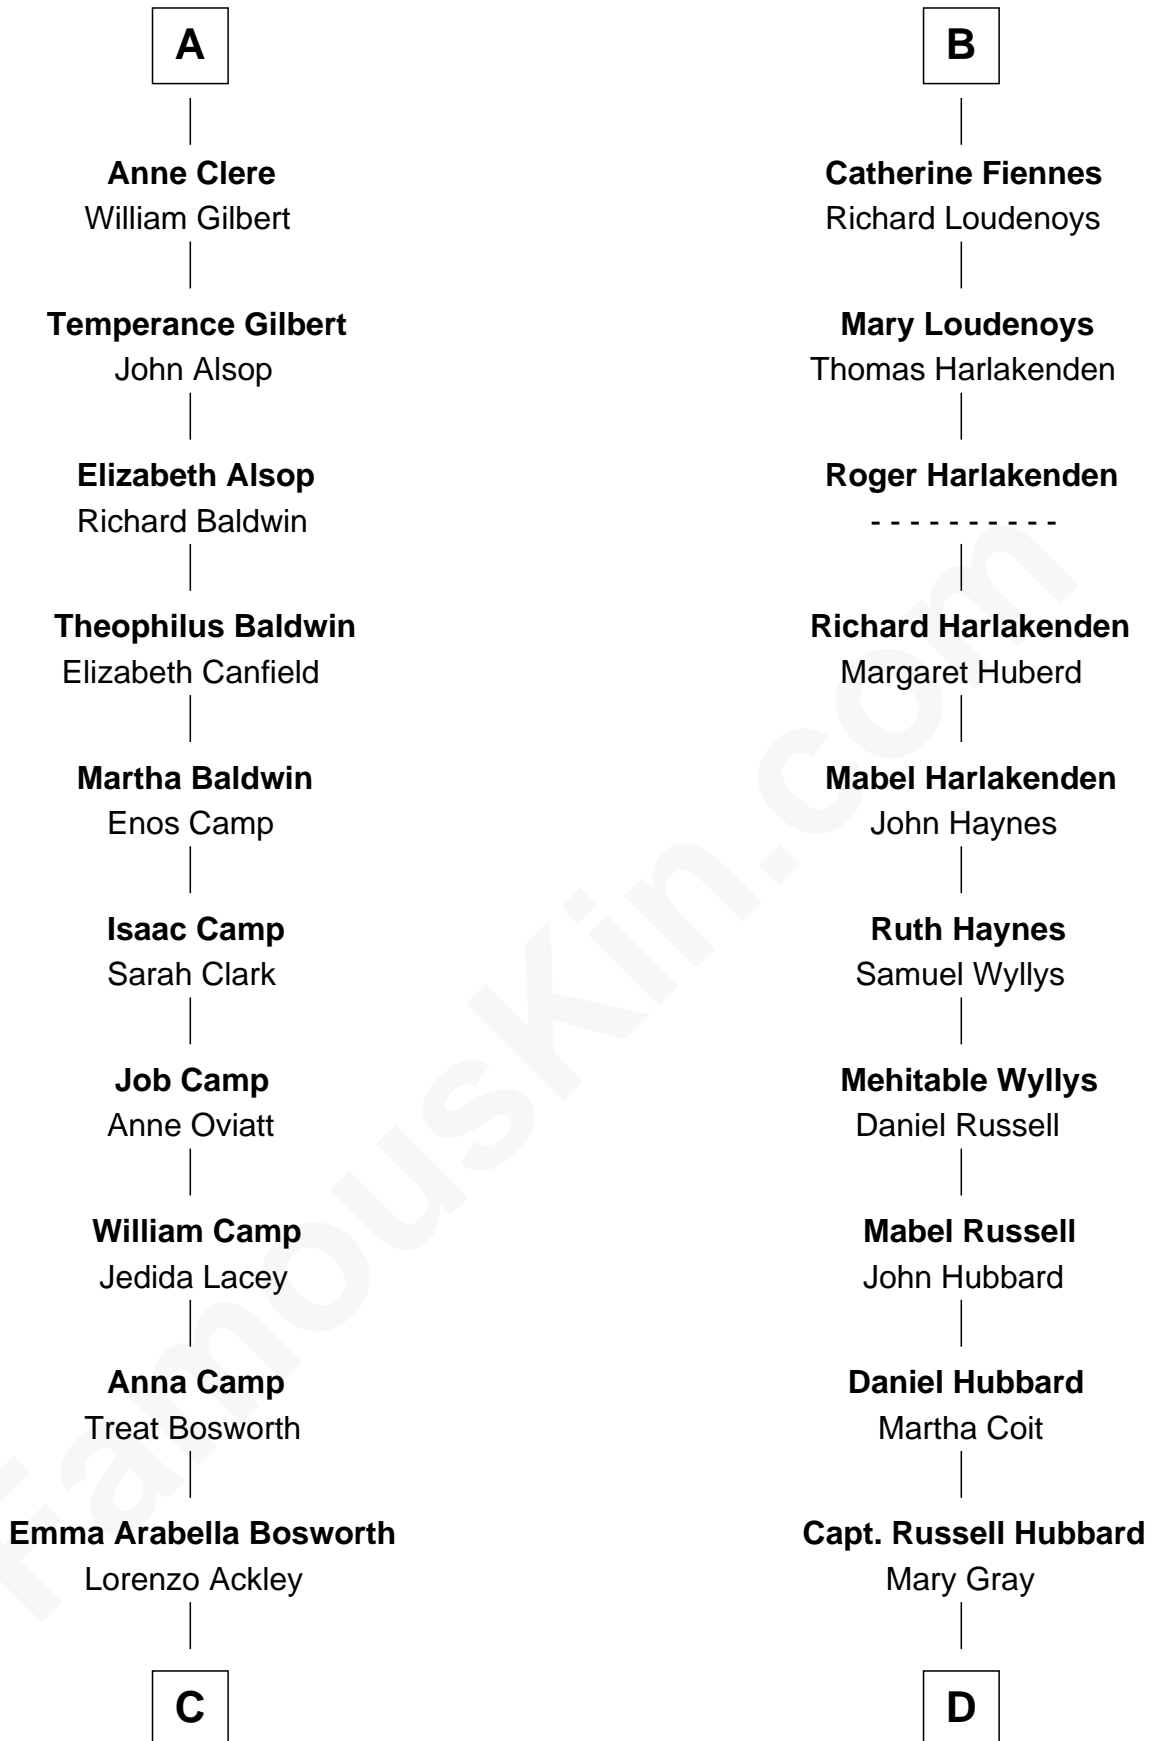 A
Anne Clere
William Gilbert
Temperance Gilbert
John Alsop
Elizabeth Alsop
Richard Baldwin
Theophilus Baldwin
Elizabeth Canfield
Martha Baldwin
Enos Camp
Isaac Camp
Sarah Clark
Job Camp
Anne Oviatt
William Camp
Jedida Lacey
Anna Camp
Treat Bosworth
Emma Arabella Bosworth
Lorenzo Ackley
C
B
Catherine Fiennes
Richard Loudenoys
Mary Loudenoys
Thomas Harlakenden
Roger Harlakenden
- - - - - - - - - -
Richard Harlakenden
Margaret Huberd
Mabel Harlakenden
John Haynes
Ruth Haynes
Samuel Wyllys
Mehitable Wyllys
Daniel Russell
Mabel Russell
John Hubbard
Daniel Hubbard
Martha Coit
Capt. Russell Hubbard
Mary Gray
D
FamousKin.com